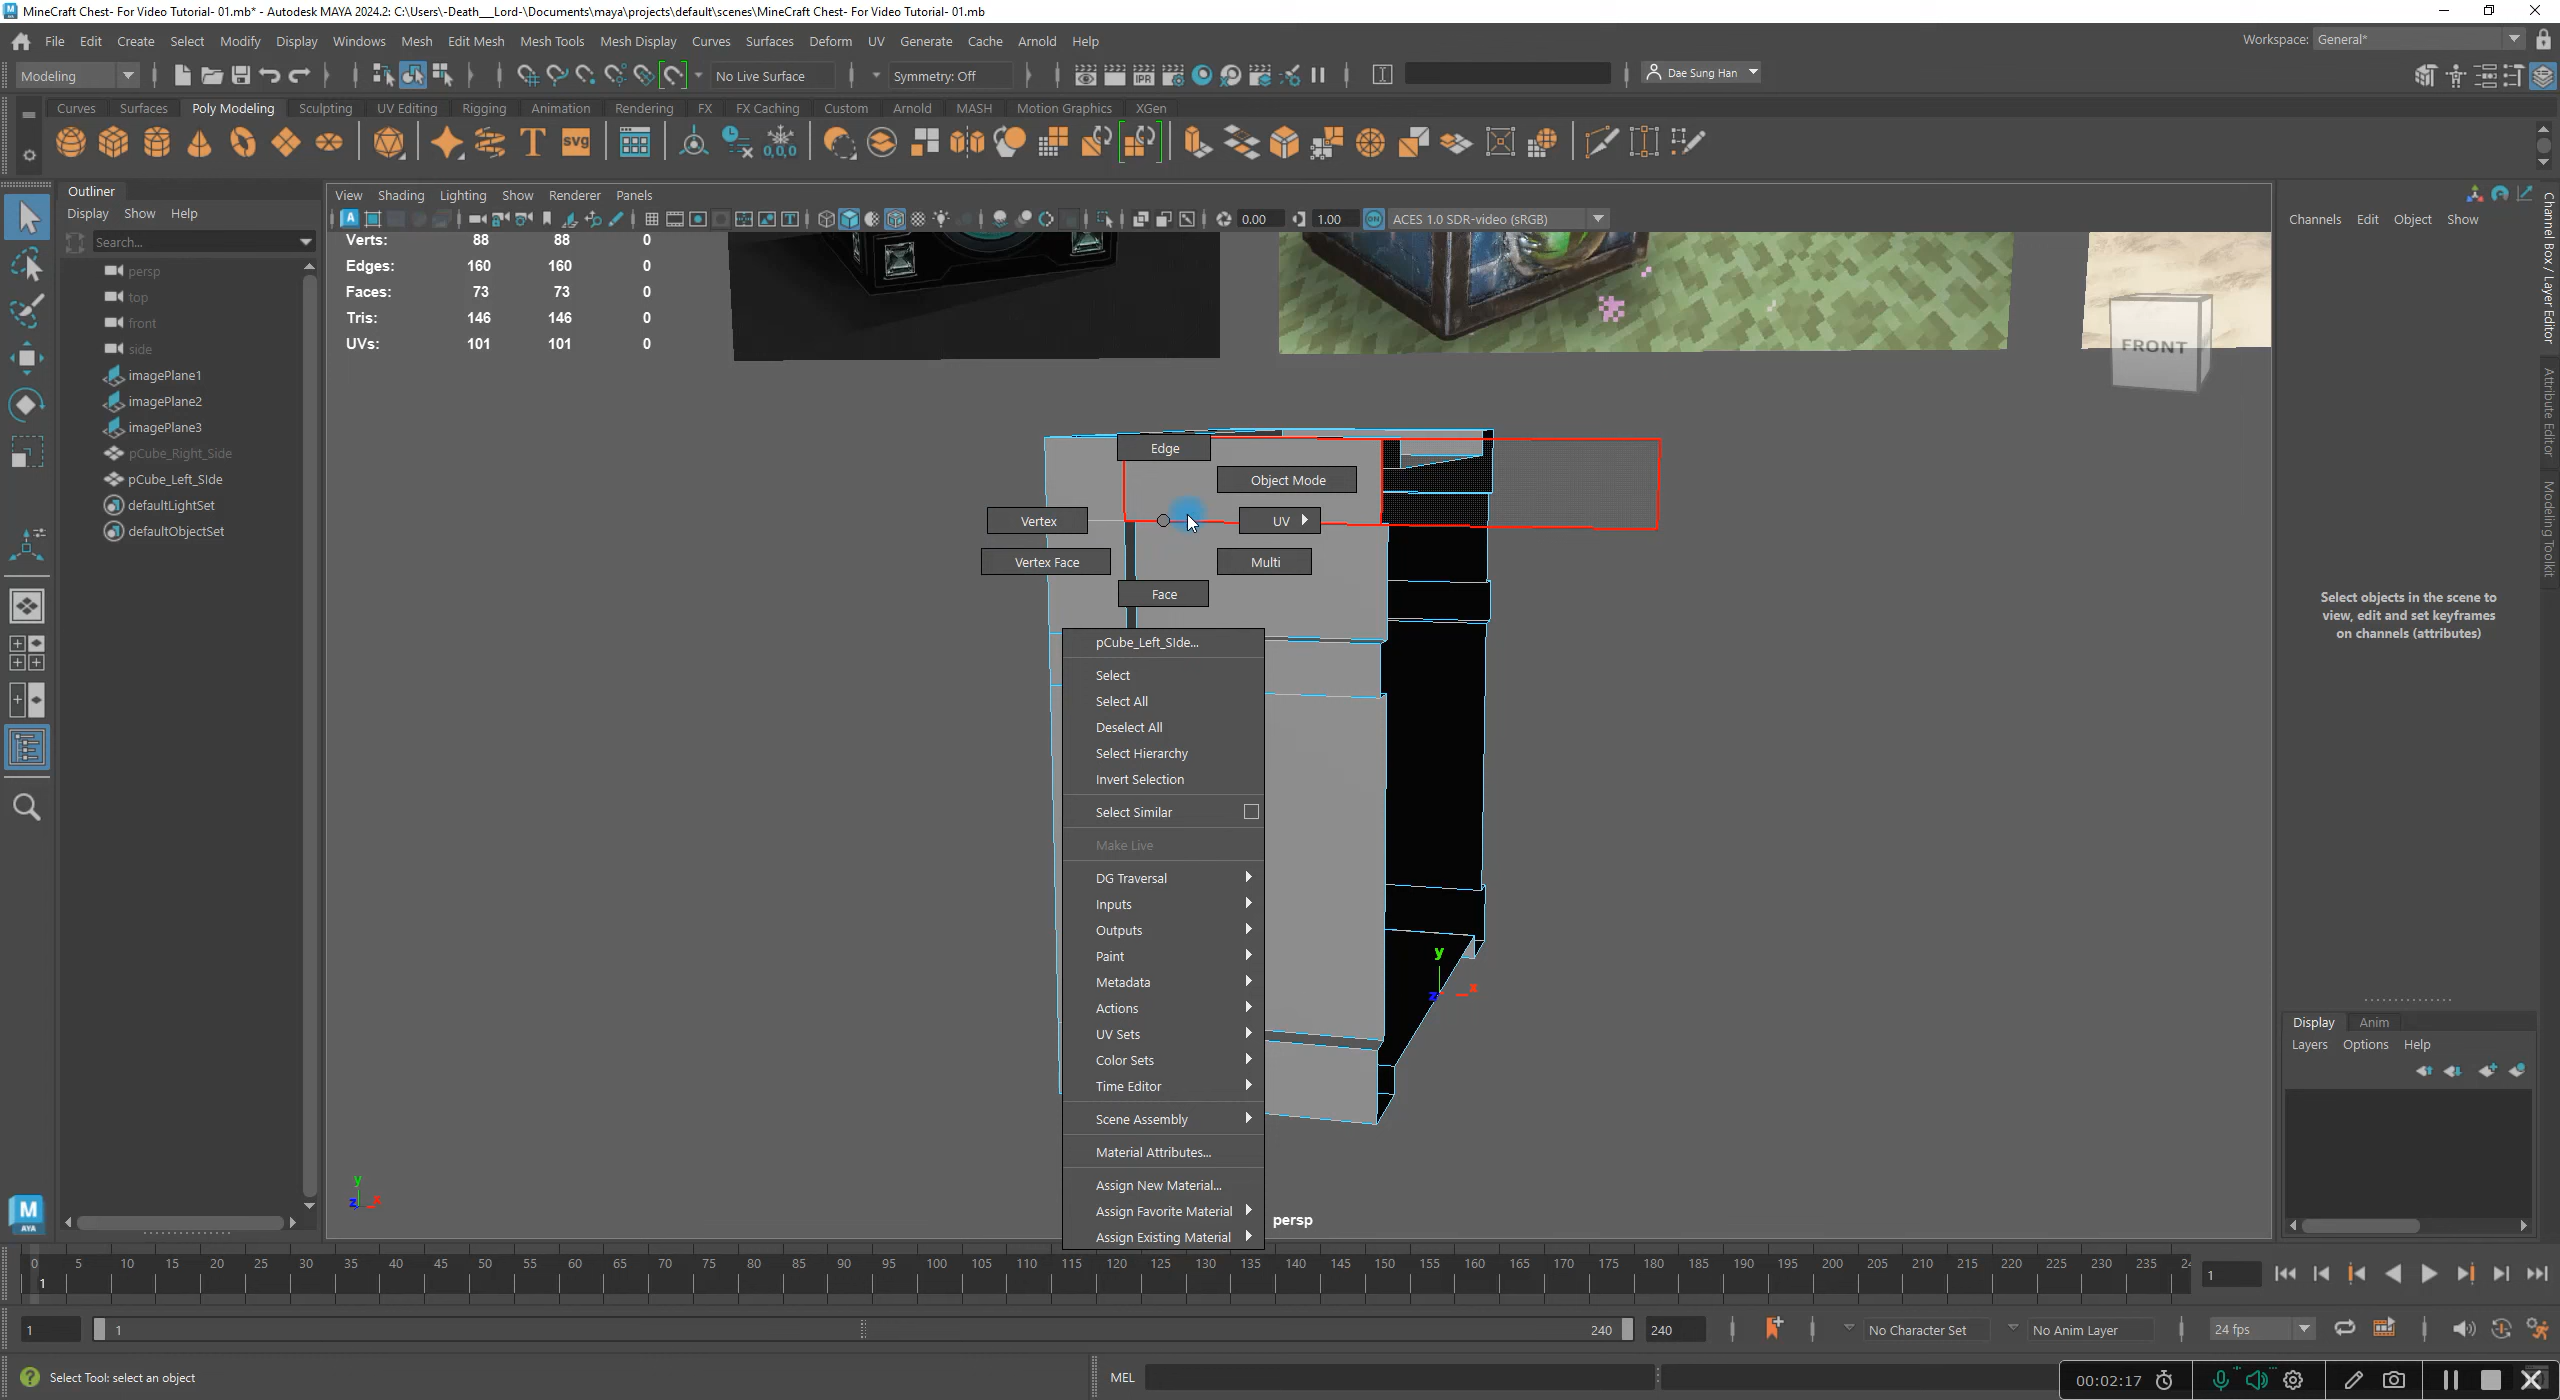 MineCraft Chest- For Video Tutorial- 01.mb* - Autodesk MAYA 2024.2: C:\Users\-Death___Lord-\Documents\maya\projects\default\scenes\MineCraft Chest- For Video Tutorial- 01.mb
File Edit Create Select Modify Display Windows Mesh Edit Mesh Mesh Tools Mesh Display Curves Surfaces Deform UV Generate Cache Arnold Help
Workspace: General*
Modeling
No Live Surface
Symmetry: Off
IPR
Dae Sung Han
Curves Surfaces Poly Modeling Sculpting UV Editing Rigging Animation Rendering FX FX Caching Custom Arnold MASH Motion Graphics XGen
SVG
0,0,0
Outliner
Display Show Help
Search...
persp
top
front
side
imagePlane1
imagePlane2
imagePlane3
pCube_Right_Side
pCube_Left_SIde
defaultLightSet
defaultObjectSet
View Shading Lighting Show Renderer Panels
0.00
1.00
ON
ACES 1.0 SDR-video (sRGB)
Verts: 88 88 0
Edges: 160 160 0
Faces: 73 73 0
Tris: 146 146 0
UVs: 101 101 0
FRONT
Edge
Object Mode
Vertex
UV
Vertex Face
Multi
Face
pCube_Left_SIde...
Select
Select All
Deselect All
Select Hierarchy
Invert Selection
Select Similar
Make Live
DG Traversal
Inputs
Outputs
Paint
Metadata
Actions
UV Sets
Color Sets
Time Editor
Scene Assembly
Material Attributes...
Assign New Material...
Assign Favorite Material
Assign Existing Material
y
z
x
y
z
x
persp
Channels Edit Object Show
Channel Box / Layer Editor
Attribute Editor
Modeling Toolkit
Select objects in the scene to
view, edit and set keyframes
on channels (attributes)
Display Anim
Layers Options Help
M
AYA
0 5 10 15 20 25 30 35 40 45 50 55 60 65 70 75 80 85 90 95 100 105 110 115 120 125 130 135 140 145 150 155 160 165 170 175 180 185 190 195 200 205 210 215 220 225 230 235
1
1
1
1
240
240
No Character Set
No Anim Layer
24 fps
Select Tool: select an object
MEL
00:02:17